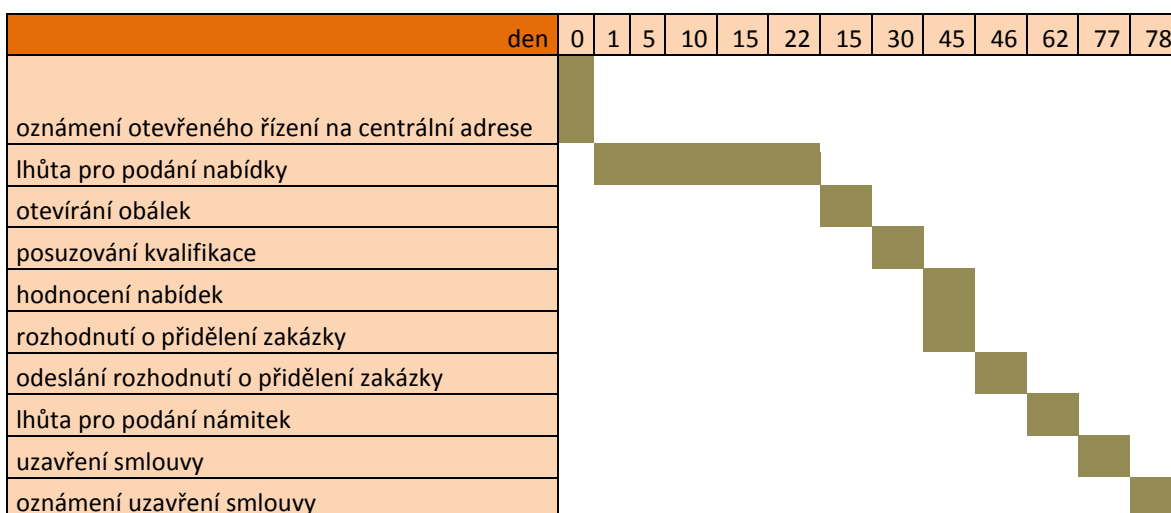 den 0 1 5 10 15 22 15 30 45 46 62 77 78
oznámení otevřeného řízení na centrální adrese
lhůta pro podání nabídky
otevírání obálek
posuzování kvalifikace
hodnocení nabídek
rozhodnutí o přidělení zakázky
odeslání rozhodnutí o přidělení zakázky
lhůta pro podání námitek
uzavření smlouvy
oznámení uzavření smlouvy